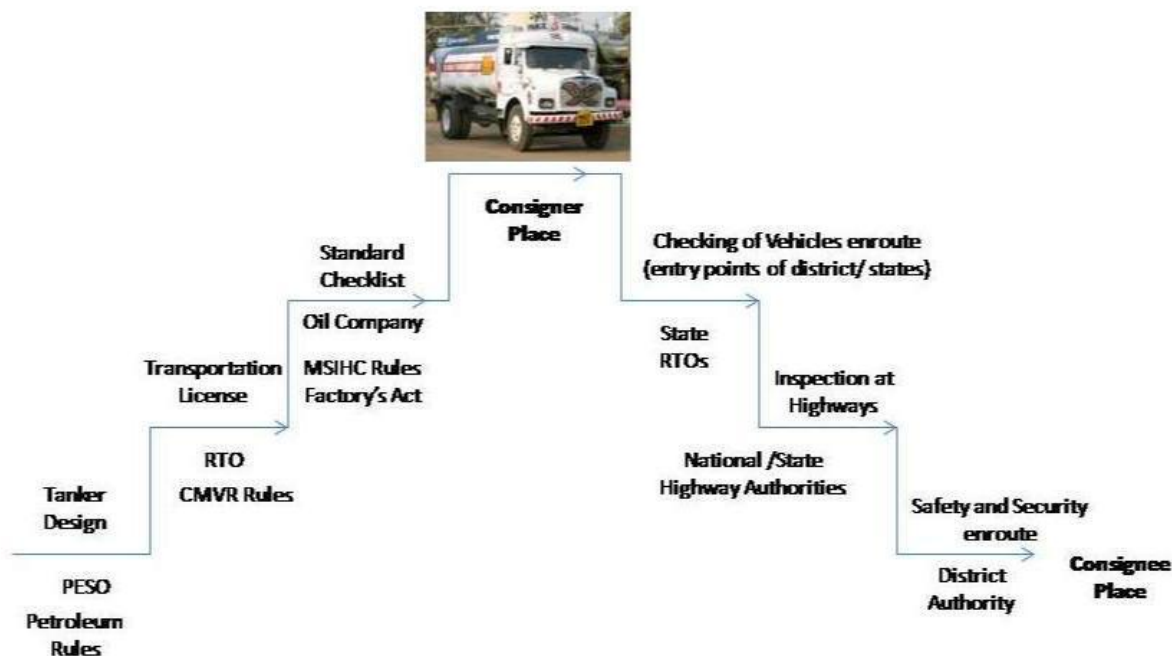 Consigner
Place
Standard
Checklist
Checking of Vehicles enroute
(entry points of district/ states)
Oil Company
State
RTOs
Transportation
License
MSIHC Rules
Factory's Act
Inspection at
Highways
RTO
CMVR Rules
National /State
Highway Authorities
Tanker
Design
Safety and Security
enroute
PESO
Petroleum
Rules
District
Authority
Consignee
Place